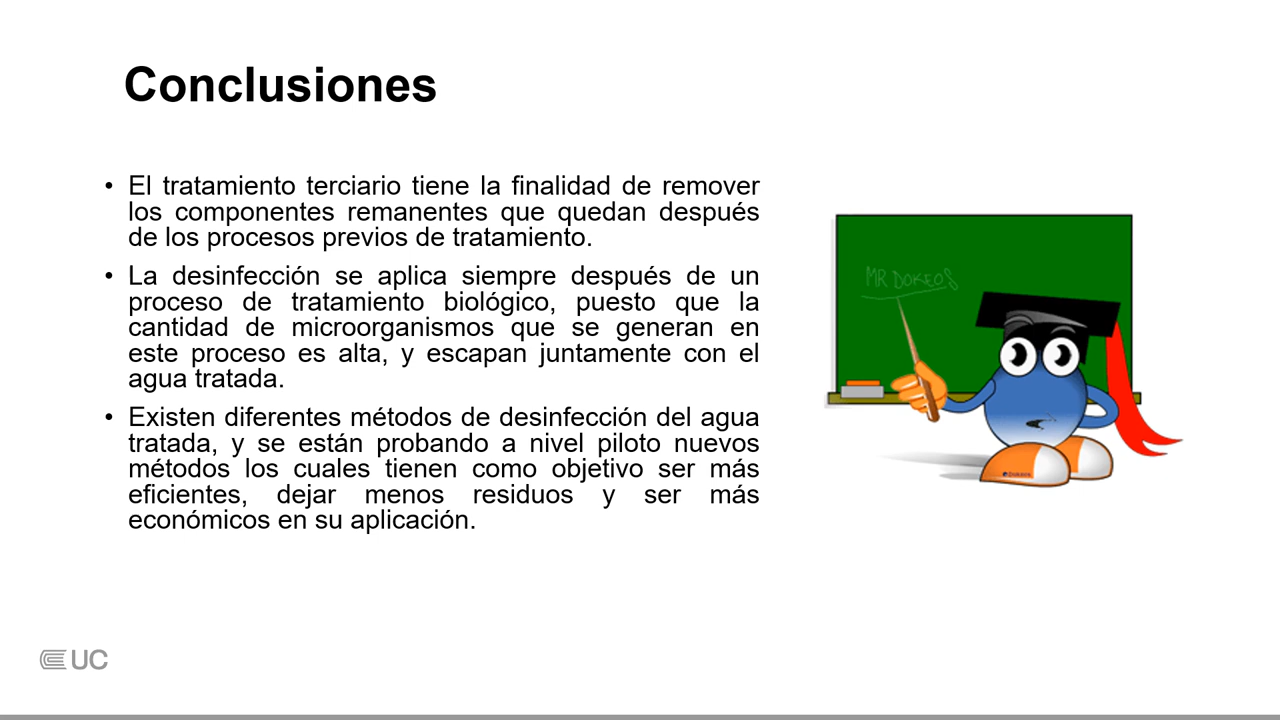 Conclusiones
• El tratamiento terciario tiene la finalidad de remover
los componentes remanentes que quedan después
de los procesos previos de tratamiento.
• La desinfección se aplica siempre después de un
proceso de tratamiento biológico, puesto que la
cantidad de microorganismos que se generan en
este proceso es alta, y escapan juntamente con el
agua tratada.
• Existen diferentes métodos de desinfección del agua
tratada, y se están probando a nivel piloto nuevos
métodos los cuales tienen como objetivo ser más
eficientes, dejar menos residuos y ser más
económicos en su aplicación.
MR DOKEOS
UC